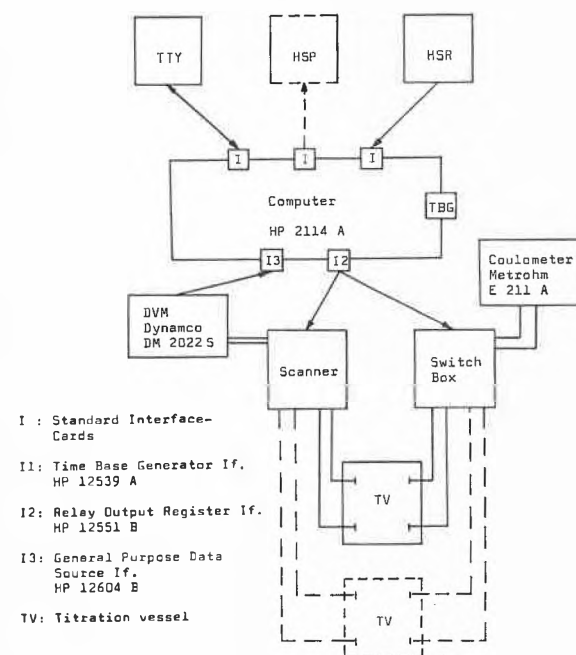 TTY
HSP
HSR
I
I
I
Computer
HP 2114 A
TBG
I3
I2
Coulometer
Metrohm
E 211 A
DVM
Dynamco
DM 2022 S
Scanner
Switch
Box
I : Standard Interface-
Cards
I1: Time Base Generator If.
HP 12539 A
I2: Relay Output Register If.
HP 12551 B
I3: General Purpose Data
Source If.
HP 12604 B
TV: Titration vessel
TV
TV